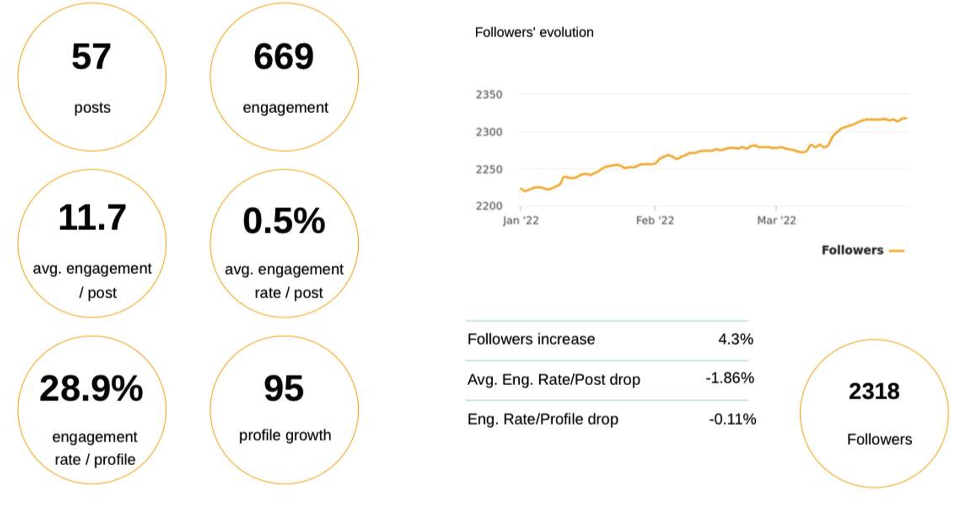 57
posts
669
engagement
11.7
avg. engagement
/ post
0.5%
avg. engagement
rate / post
28.9%
engagement
rate / profile
95
profile growth
Followers' evolution
2350
2300
2250
2200
Jan '22
Feb '22
Mar '22
Followers
Followers increase 4.3%
Avg. Eng. Rate/Post drop -1.86%
Eng. Rate/Profile drop -0.11%
2318
Followers